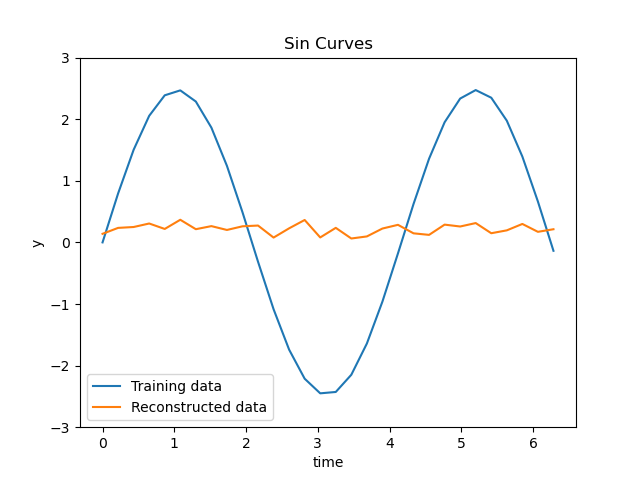 Sin Curves
3
2
1
0
−1
−2
−3
y
Training data
Reconstructed data
0 1 2 3 4 5 6
time